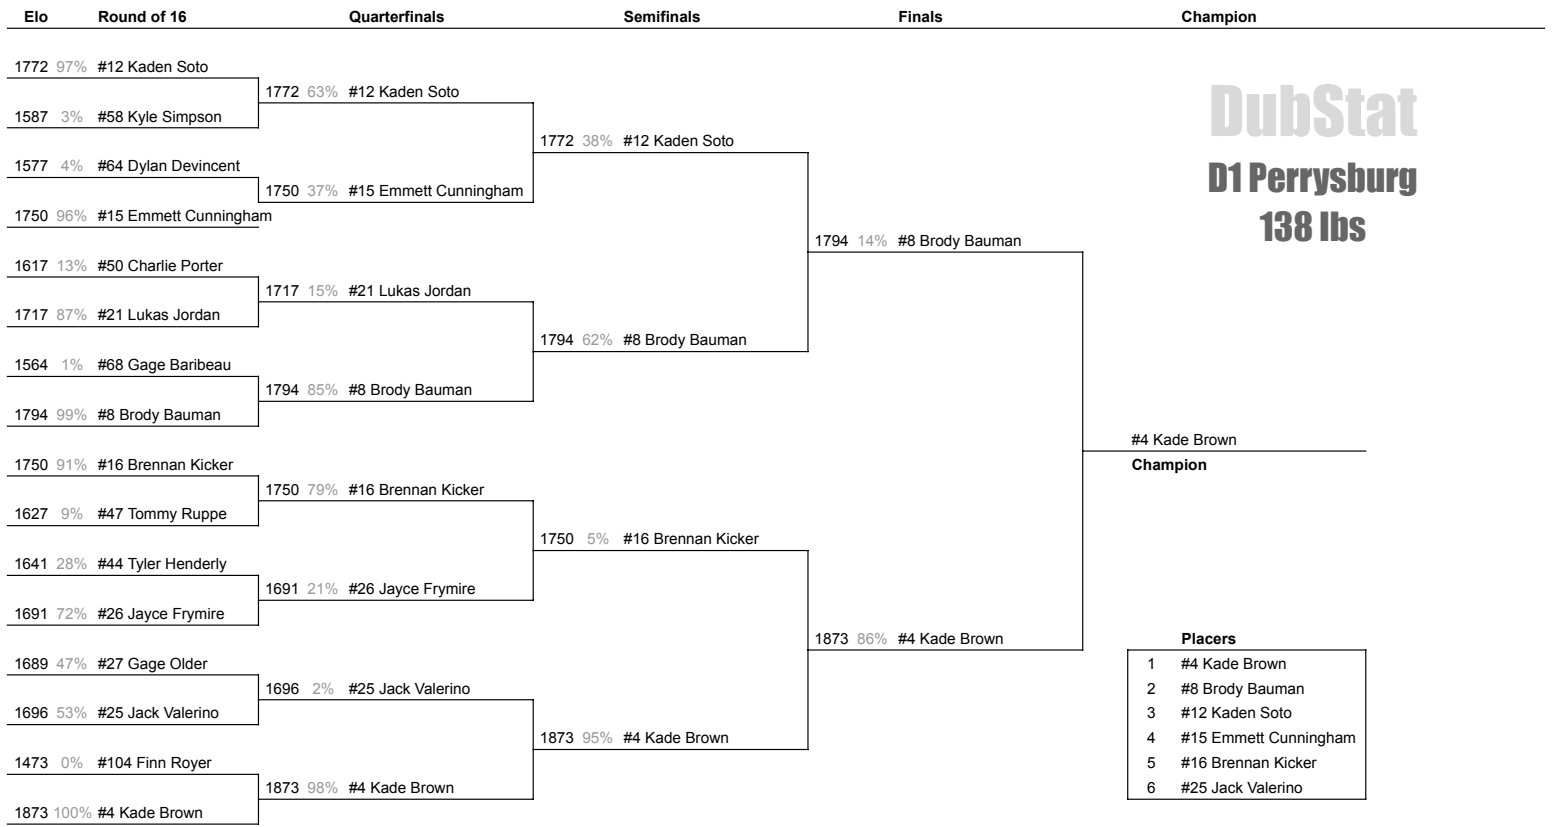 Elo Round of 16 Quarterfinals Semifinals Finals Champion
1772 97% #12 Kaden Soto
1772 63% #12 Kaden Soto
1587 3% #58 Kyle Simpson
1772 38% #12 Kaden Soto
1577 4% #64 Dylan Devincent
1750 37% #15 Emmett Cunningham
1750 96% #15 Emmett Cunningham
1794 14% #8 Brody Bauman
1617 13% #50 Charlie Porter
1717 15% #21 Lukas Jordan
1717 87% #21 Lukas Jordan
1794 62% #8 Brody Bauman
1564 1% #68 Gage Baribeau
1794 85% #8 Brody Bauman
1794 99% #8 Brody Bauman
#4 Kade Brown
Champion
1750 91% #16 Brennan Kicker
1750 79% #16 Brennan Kicker
1627 9% #47 Tommy Ruppe
1750 5% #16 Brennan Kicker
1641 28% #44 Tyler Henderly
1691 21% #26 Jayce Frymire
1691 72% #26 Jayce Frymire
1873 86% #4 Kade Brown
1689 47% #27 Gage Older
1696 2% #25 Jack Valerino
1696 53% #25 Jack Valerino
1873 95% #4 Kade Brown
1473 0% #104 Finn Royer
1873 98% #4 Kade Brown
1873 100% #4 Kade Brown
DubStat
D1 Perrysburg
138 lbs
Placers
1 #4 Kade Brown
2 #8 Brody Bauman
3 #12 Kaden Soto
4 #15 Emmett Cunningham
5 #16 Brennan Kicker
6 #25 Jack Valerino